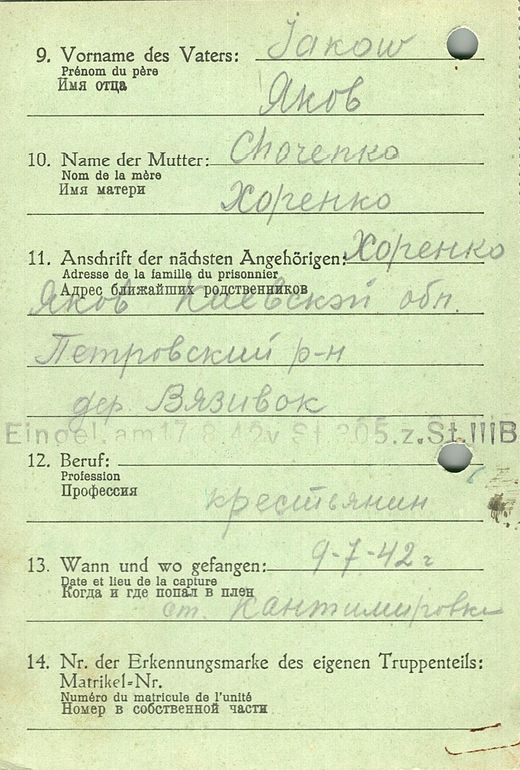 9. Vorname des Vaters: Jakow
Prénom du père
Имя отца
Яков
10. Name der Mutter: Chorenko
Nom de la mère
Имя матери
Хоренко
11. Anschrift der nächsten Angehörigen: Хоренко
Adresse de la famille du prisonnier
Адрес ближайших родственников
Яков Киевский обл.
Петровский р-н
дер. Вязивок
Eingel. am 17.8.42 v St 305. z. St. III B
12. Beruf:
Profession
Профессия
крестьянин
13. Wann und wo gefangen: 9-7-42 г
Date et lieu de la capture
Когда и где попал в плен
ст. Кантимировка
14. Nr. der Erkennungsmarke des eigenen Truppenteils:
Matrikel-Nr.
Numéro du matricule de l'unité
Номер в собственной части